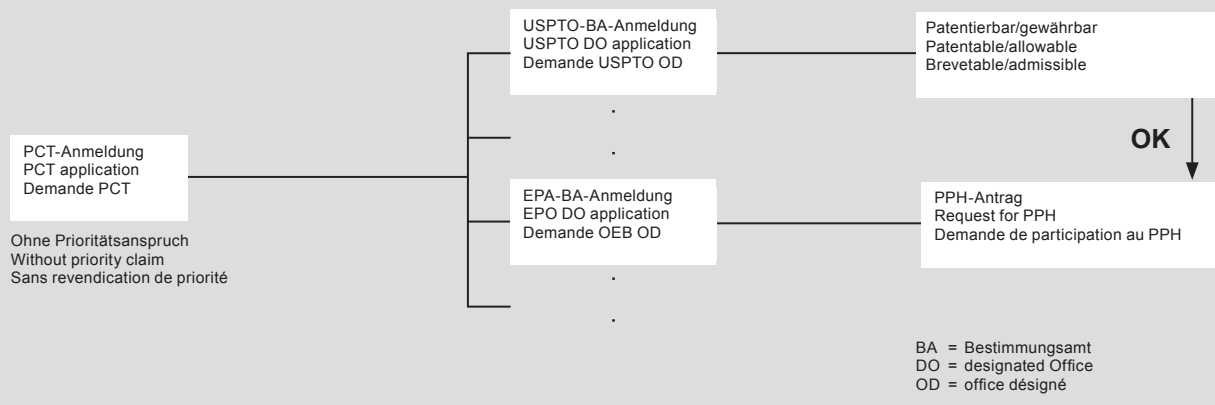 USPTO-BA-Anmeldung
USPTO DO application
Demande USPTO OD
Patentierbar/gewährbar
Patentable/allowable
Brevetable/admissible
OK
PCT-Anmeldung
PCT application
Demande PCT
Ohne Prioritätsanspruch
Without priority claim
Sans revendication de priorité
EPA-BA-Anmeldung
EPO DO application
Demande OEB OD
PPH-Antrag
Request for PPH
Demande de participation au PPH
BA = Bestimmungsamt
DO = designated Office
OD = office désigné